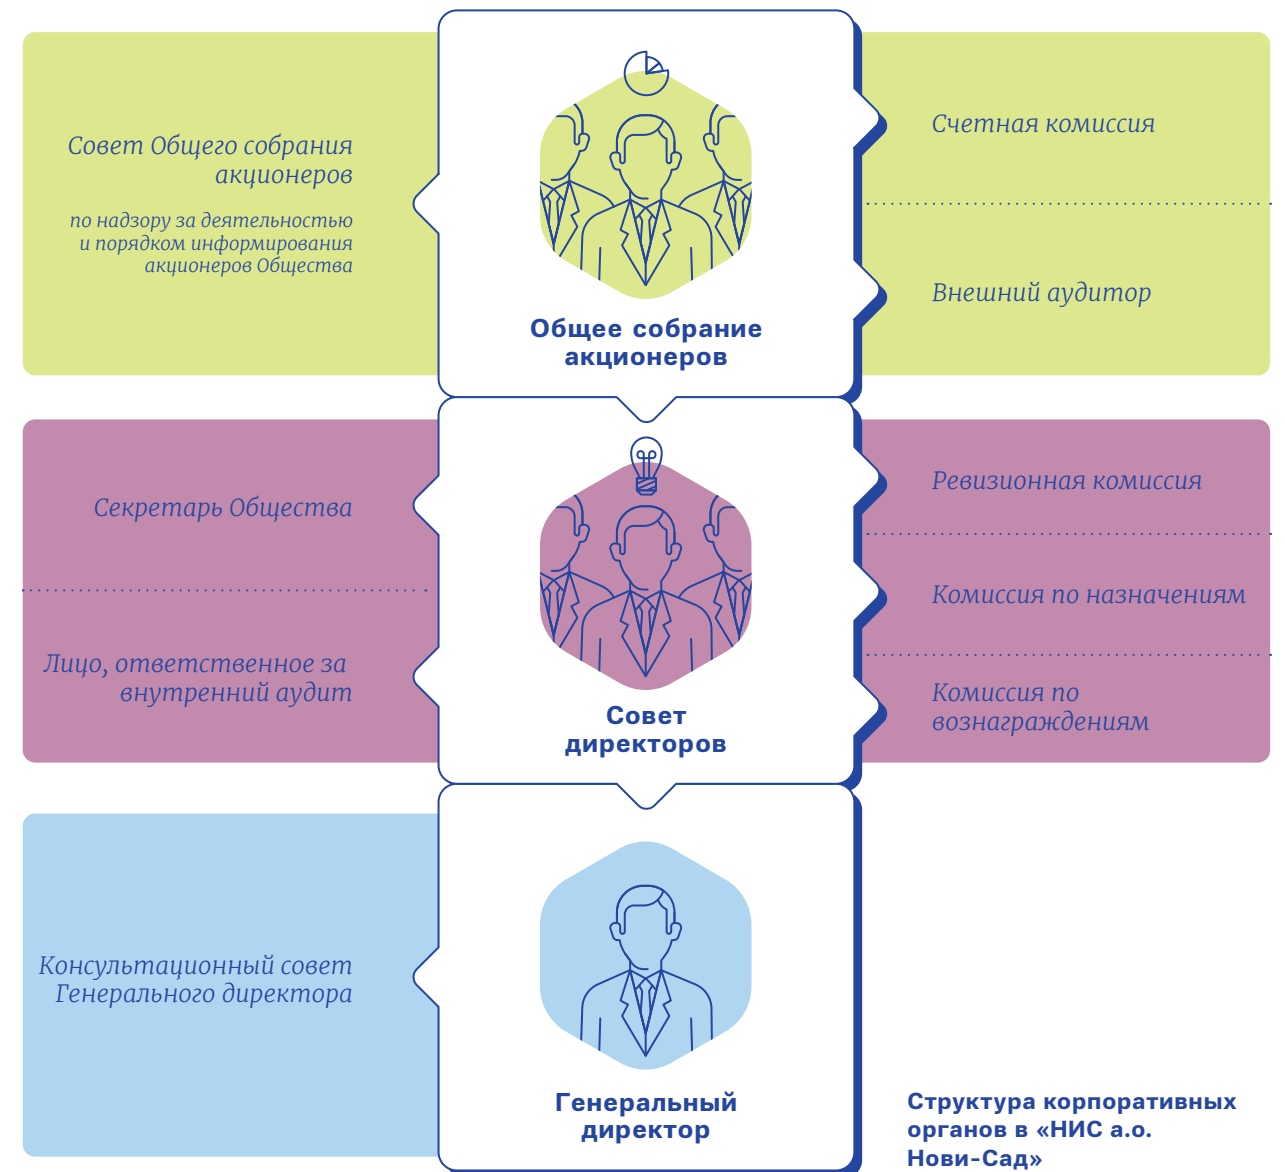 Совет Общего собрания
акционеров
по надзору за деятельностью
и порядком информирования
акционеров Общества
Общее собрание
акционеров
Счетная комиссия
Внешний аудитор
Секретарь Общества
Лицо, ответственное за
внутренний аудит
Совет
директоров
Ревизионная комиссия
Комиссия по назначениям
Комиссия по
вознаграждениям
Консультационный совет
Генерального директора
Генеральный
директор
Структура корпоративных
органов в «НИС а.о.
Нови-Сад»